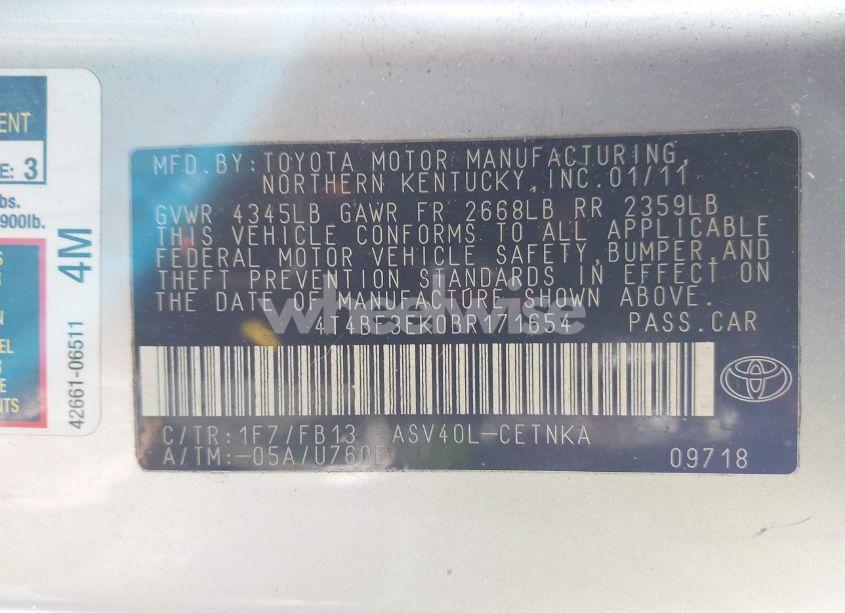 ENT
E: 3
bs.
900lb.
4M
42661-06511
EL
E
NTS
MFD.BY:TOYOTA MOTOR MANUFACTURING,
NORTHERN KENTUCKY,INC.01/11
GVWR 4345LB GAWR FR 2668LB RR 2359LB
THIS VEHICLE CONFORMS TO ALL APPLICABLE
FEDERAL MOTOR VEHICLE SAFETY,BUMPER,AND
THEFT PREVENTION STANDARDS IN EFFECT ON
THE DATE OF MANUFACTURE SHOWN ABOVE.
4T4BF3EK0BR171654 PASS.CAR
C/TR:1F7/FB13 ASV40L-CETNKA
A/TM:-05A/U760E
09718
wheelwise